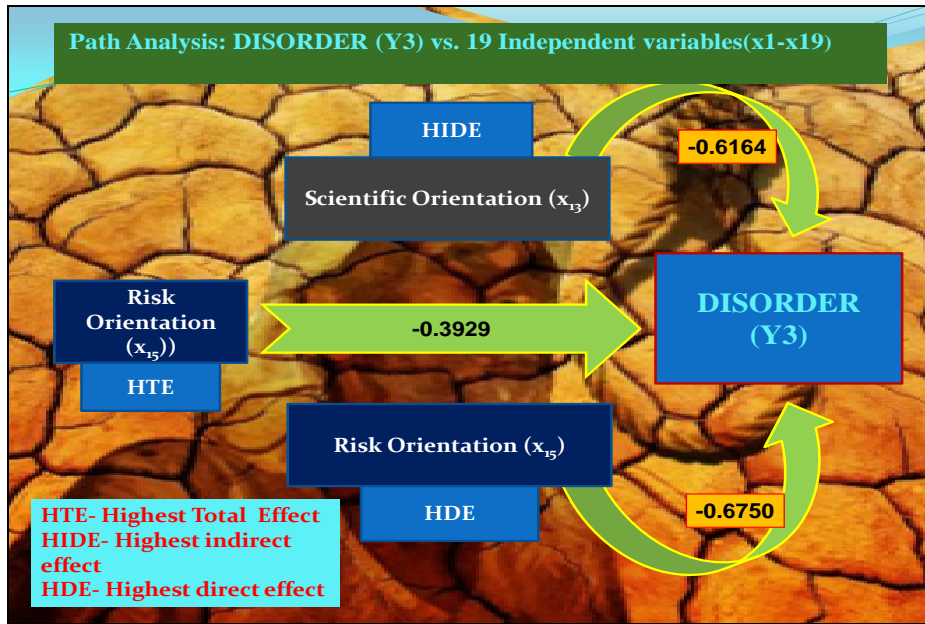 Path Analysis: DISORDER (Y3) vs. 19 Independent variables(x1-x19)
HIDE
Scientific Orientation (x₁₃)
-0.6164
Risk
Orientation
(x₁₅))
HTE
-0.3929
DISORDER
(Y3)
Risk Orientation (x₁₅)
HDE
-0.6750
HTE- Highest Total Effect
HIDE- Highest indirect
effect
HDE- Highest direct effect